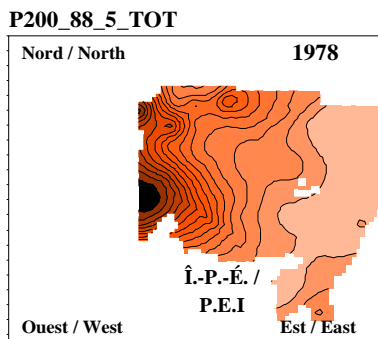 P200_88_5_TOT
Nord / North 1978
Î.-P.-É. /
P.E.I
Ouest / West Est / East